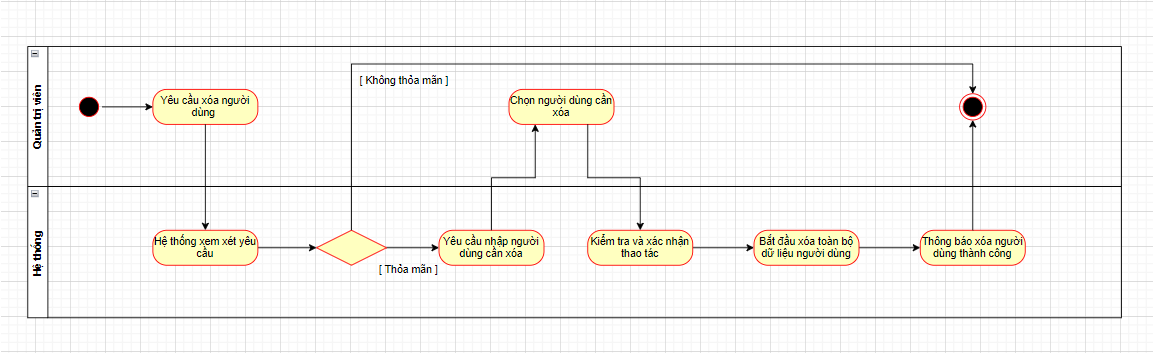 Quản trị viên
[ Không thỏa mãn ]
Yêu cầu xóa người
dùng
Chọn người dùng cần
xóa
Hệ thống
Hệ thống xem xét yêu
cầu
[ Thỏa mãn ]
Yêu cầu nhập người
dùng cần xóa
Kiểm tra và xác nhận
thao tác
Bắt đầu xóa toàn bộ
dữ liệu người dùng
Thông báo xóa người
dùng thành công